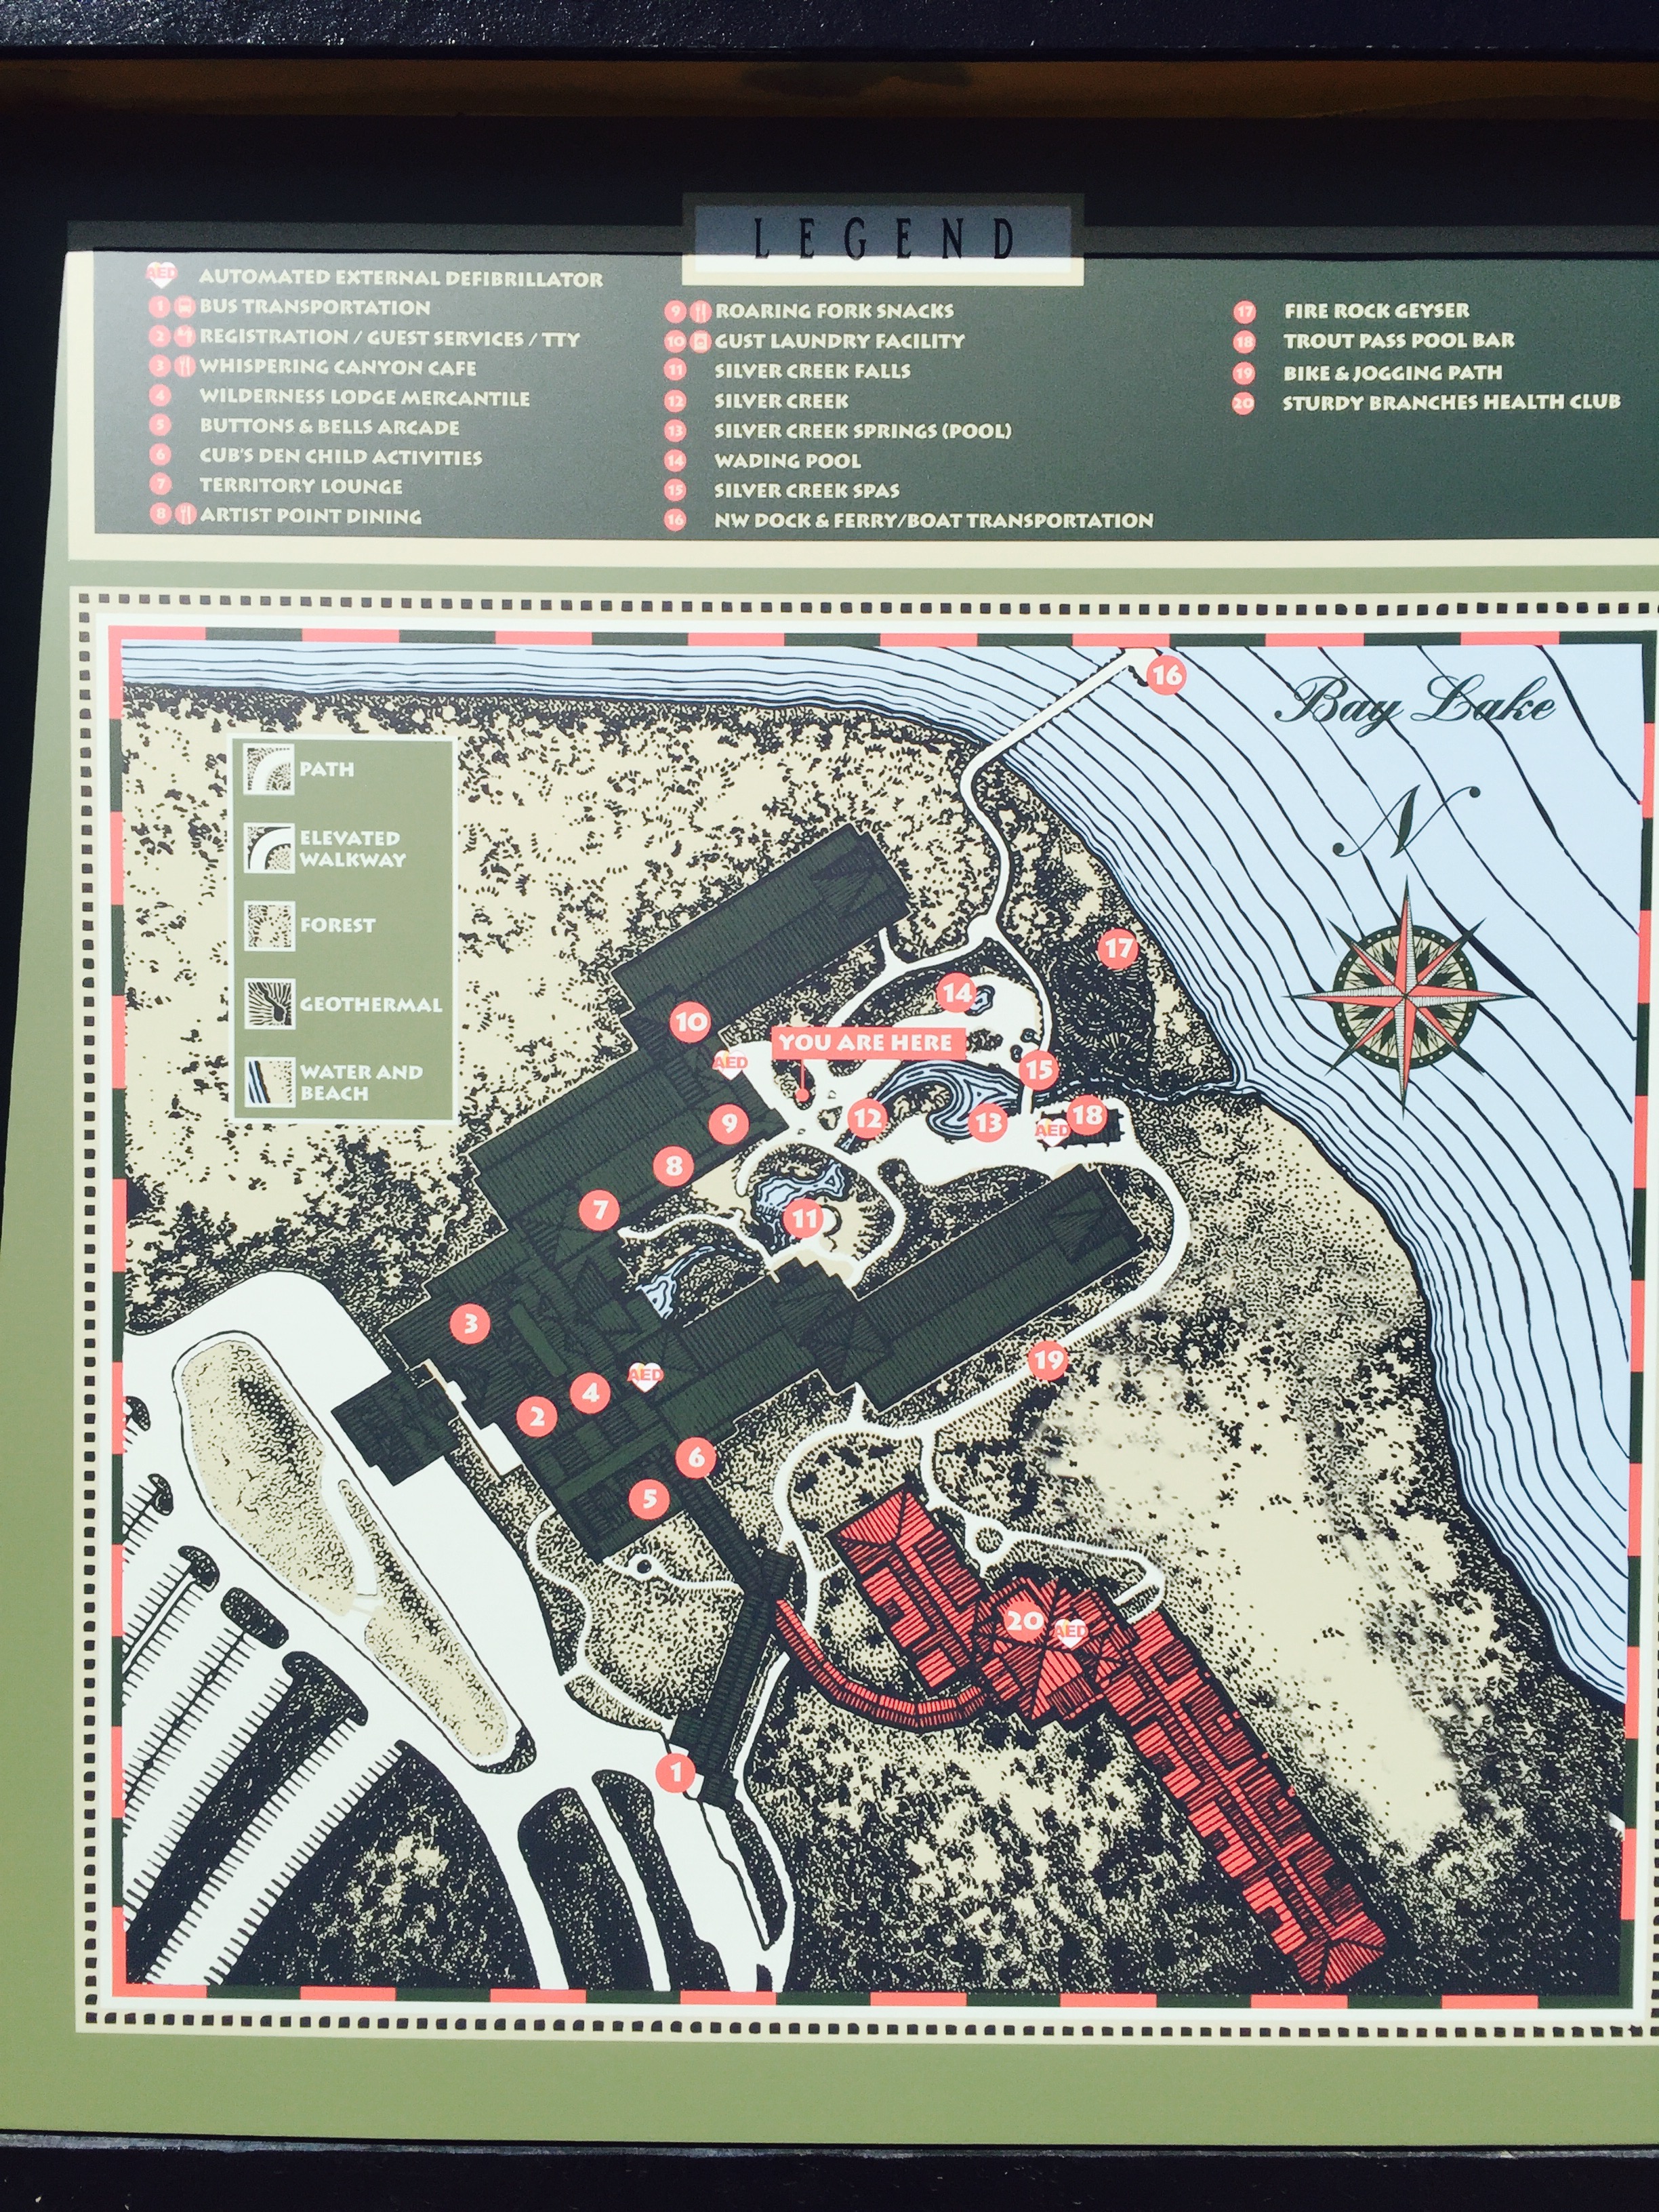 LEGEND
AED AUTOMATED EXTERNAL DEFIBRILLATOR
1 BUS TRANSPORTATION
2 REGISTRATION / GUEST SERVICES / TTY
3 WHISPERING CANYON CAFE
4 WILDERNESS LODGE MERCANTILE
5 BUTTONS & BELLS ARCADE
6 CUB'S DEN CHILD ACTIVITIES
7 TERRITORY LOUNGE
8 ARTIST POINT DINING
9 ROARING FORK SNACKS
10 GUST LAUNDRY FACILITY
11 SILVER CREEK FALLS
12 SILVER CREEK
13 SILVER CREEK SPRINGS (POOL)
14 WADING POOL
15 SILVER CREEK SPAS
16 NW DOCK & FERRY/BOAT TRANSPORTATION
17 FIRE ROCK GEYSER
18 TROUT PASS POOL BAR
19 BIKE & JOGGING PATH
20 STURDY BRANCHES HEALTH CLUB
16
Bay Lake
PATH
N
ELEVATED
WALKWAY
FOREST
17
GEOTHERMAL
14
10
YOU ARE HERE
AED
15
WATER AND
BEACH
9
12
13
AED
18
8
7
11
3
19
AED
4
2
6
5
20
AED
1